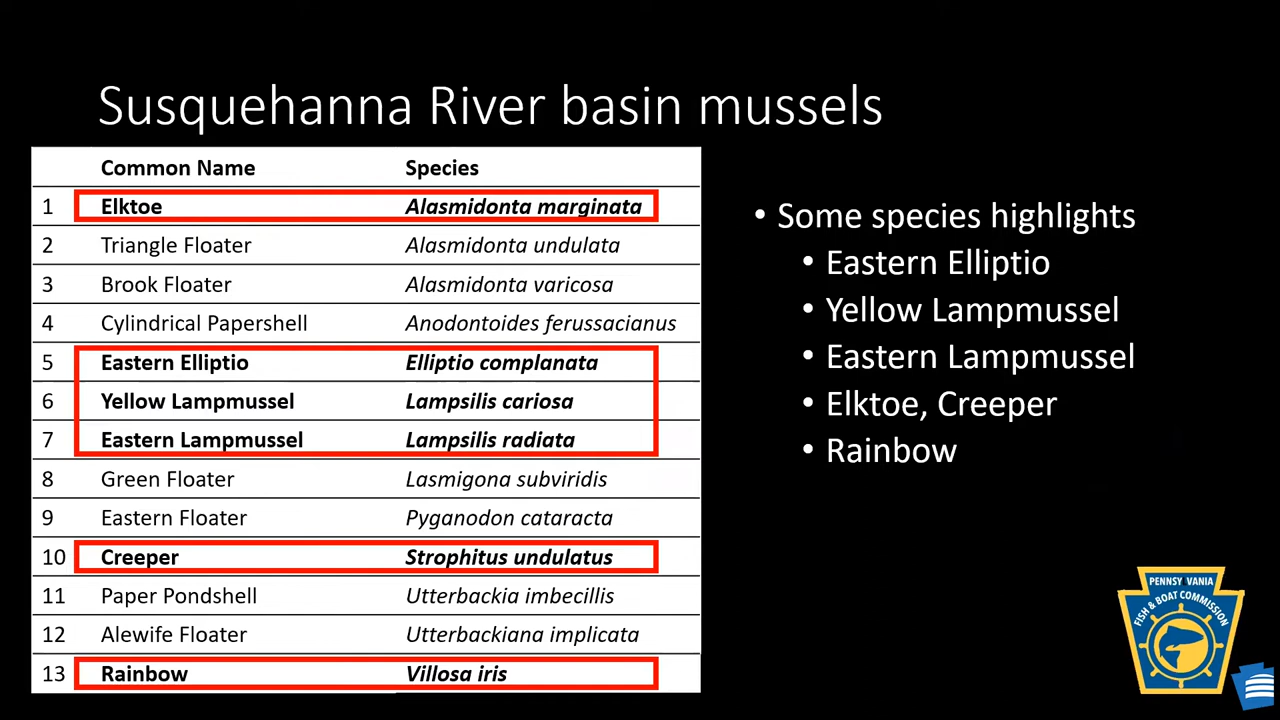 Susquehanna River basin mussels
Common Name Species
1 Elktoe Alasmidonta marginata
2 Triangle Floater Alasmidonta undulata
3 Brook Floater Alasmidonta varicosa
4 Cylindrical Papershell Anodontoides ferussacianus
5 Eastern Elliptio Elliptio complanata
6 Yellow Lampmussel Lampsilis cariosa
7 Eastern Lampmussel Lampsilis radiata
8 Green Floater Lasmigona subviridis
9 Eastern Floater Pyganodon cataracta
10 Creeper Strophitus undulatus
11 Paper Pondshell Utterbackia imbecillis
12 Alewife Floater Utterbackiana implicata
13 Rainbow Villosa iris
• Some species highlights
• Eastern Elliptio
• Yellow Lampmussel
• Eastern Lampmussel
• Elktoe, Creeper
• Rainbow
PENNSYLVANIA
FISH & BOAT COMMISSION